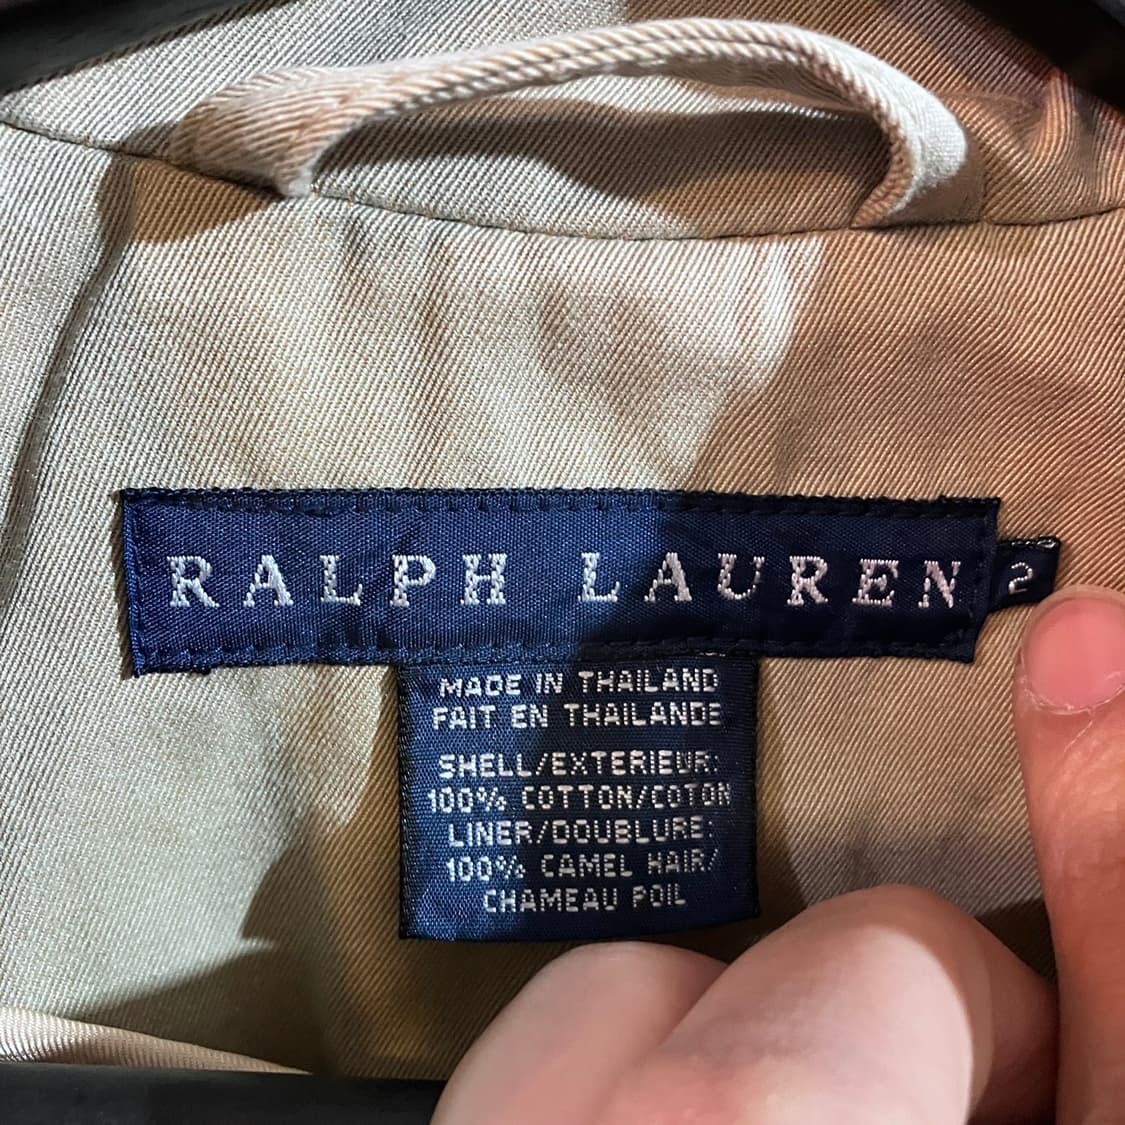 RALPH LAUREN
2
MADE IN THAILAND
FAIT EN THAILANDE
SHELL/EXTERIEUR:
100% COTTON/COTON
LINER/DOUBLURE:
100% CAMEL HAIR/
CHAMEAU POIL